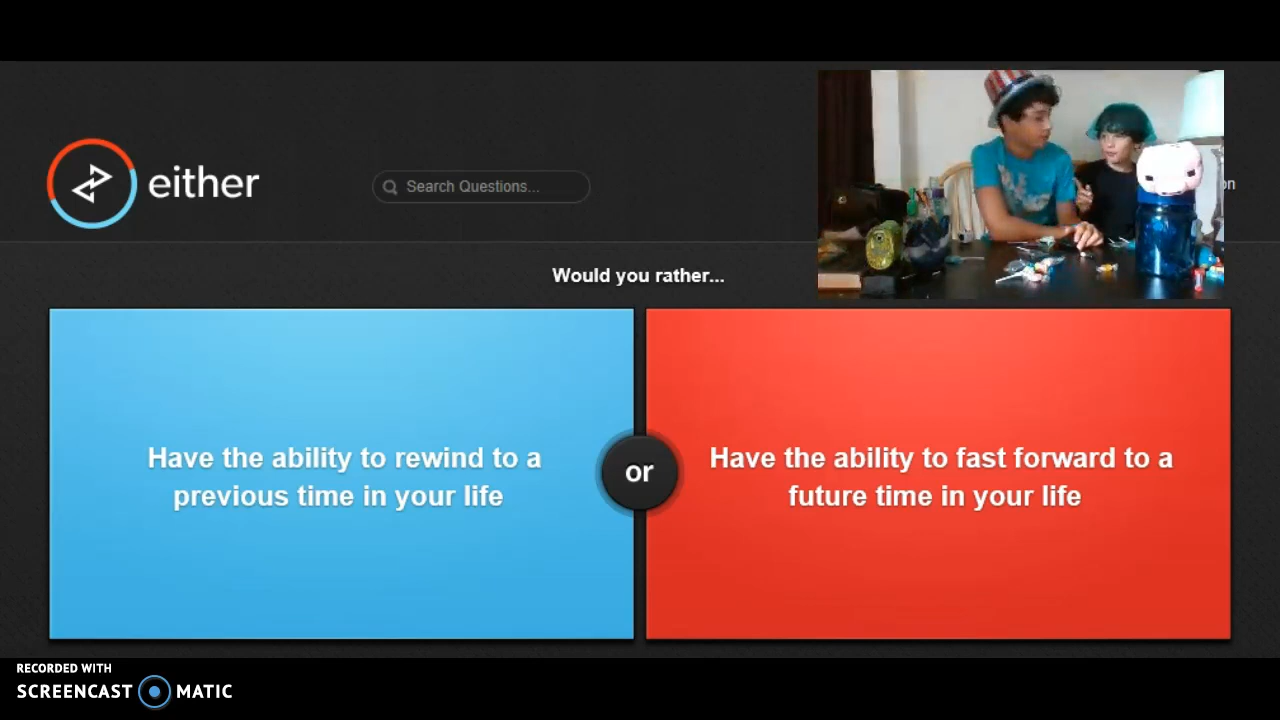 either
Search Questions...
on
Would you rather...
Have the ability to rewind to a
previous time in your life
or
Have the ability to fast forward to a
future time in your life
RECORDED WITH
SCREENCAST MATIC